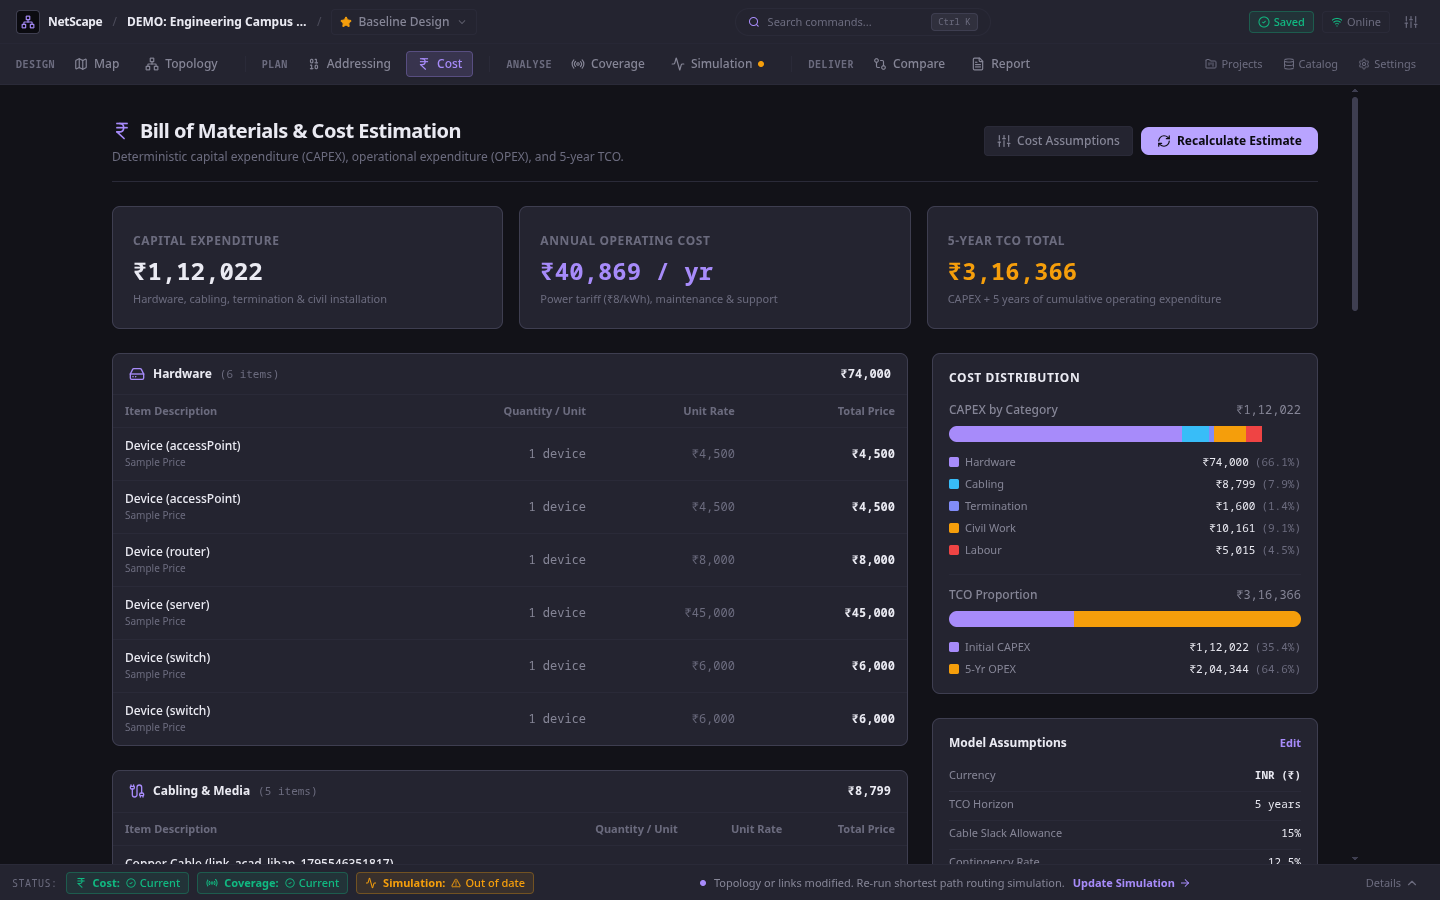 NetScape / DEMO: Engineering Campus ... / Baseline Design
Search commands... Ctrl K
Saved Online
DESIGN Map Topology PLAN Addressing Cost ANALYSE Coverage Simulation DELIVER Compare Report
Projects Catalog Settings
Bill of Materials & Cost Estimation
Deterministic capital expenditure (CAPEX), operational expenditure (OPEX), and 5-year TCO.
Cost Assumptions Recalculate Estimate
CAPITAL EXPENDITURE
₹1,12,022
Hardware, cabling, termination & civil installation
ANNUAL OPERATING COST
₹40,869 / yr
Power tariff (₹8/kWh), maintenance & support
5-YEAR TCO TOTAL
₹3,16,366
CAPEX + 5 years of cumulative operating expenditure
Hardware (6 items) ₹74,000
Item Description Quantity / Unit Unit Rate Total Price
Device (accessPoint)
Sample Price
1 device ₹4,500 ₹4,500
Device (accessPoint)
Sample Price
1 device ₹4,500 ₹4,500
Device (router)
Sample Price
1 device ₹8,000 ₹8,000
Device (server)
Sample Price
1 device ₹45,000 ₹45,000
Device (switch)
Sample Price
1 device ₹6,000 ₹6,000
Device (switch)
Sample Price
1 device ₹6,000 ₹6,000
Cabling & Media (5 items) ₹8,799
Item Description Quantity / Unit Unit Rate Total Price
Copper Cable (link_acad_libap_1795546351817)
COST DISTRIBUTION
CAPEX by Category ₹1,12,022
Hardware ₹74,000 (66.1%)
Cabling ₹8,799 (7.9%)
Termination ₹1,600 (1.4%)
Civil Work ₹10,161 (9.1%)
Labour ₹5,015 (4.5%)
TCO Proportion ₹3,16,366
Initial CAPEX ₹1,12,022 (35.4%)
5-Yr OPEX ₹2,04,344 (64.6%)
Model Assumptions Edit
Currency INR (₹)
TCO Horizon 5 years
Cable Slack Allowance 15%
Contingency Rate 12.5%
STATUS: Cost: Current Coverage: Current Simulation: Out of date
Topology or links modified. Re-run shortest path routing simulation. Update Simulation →
Details